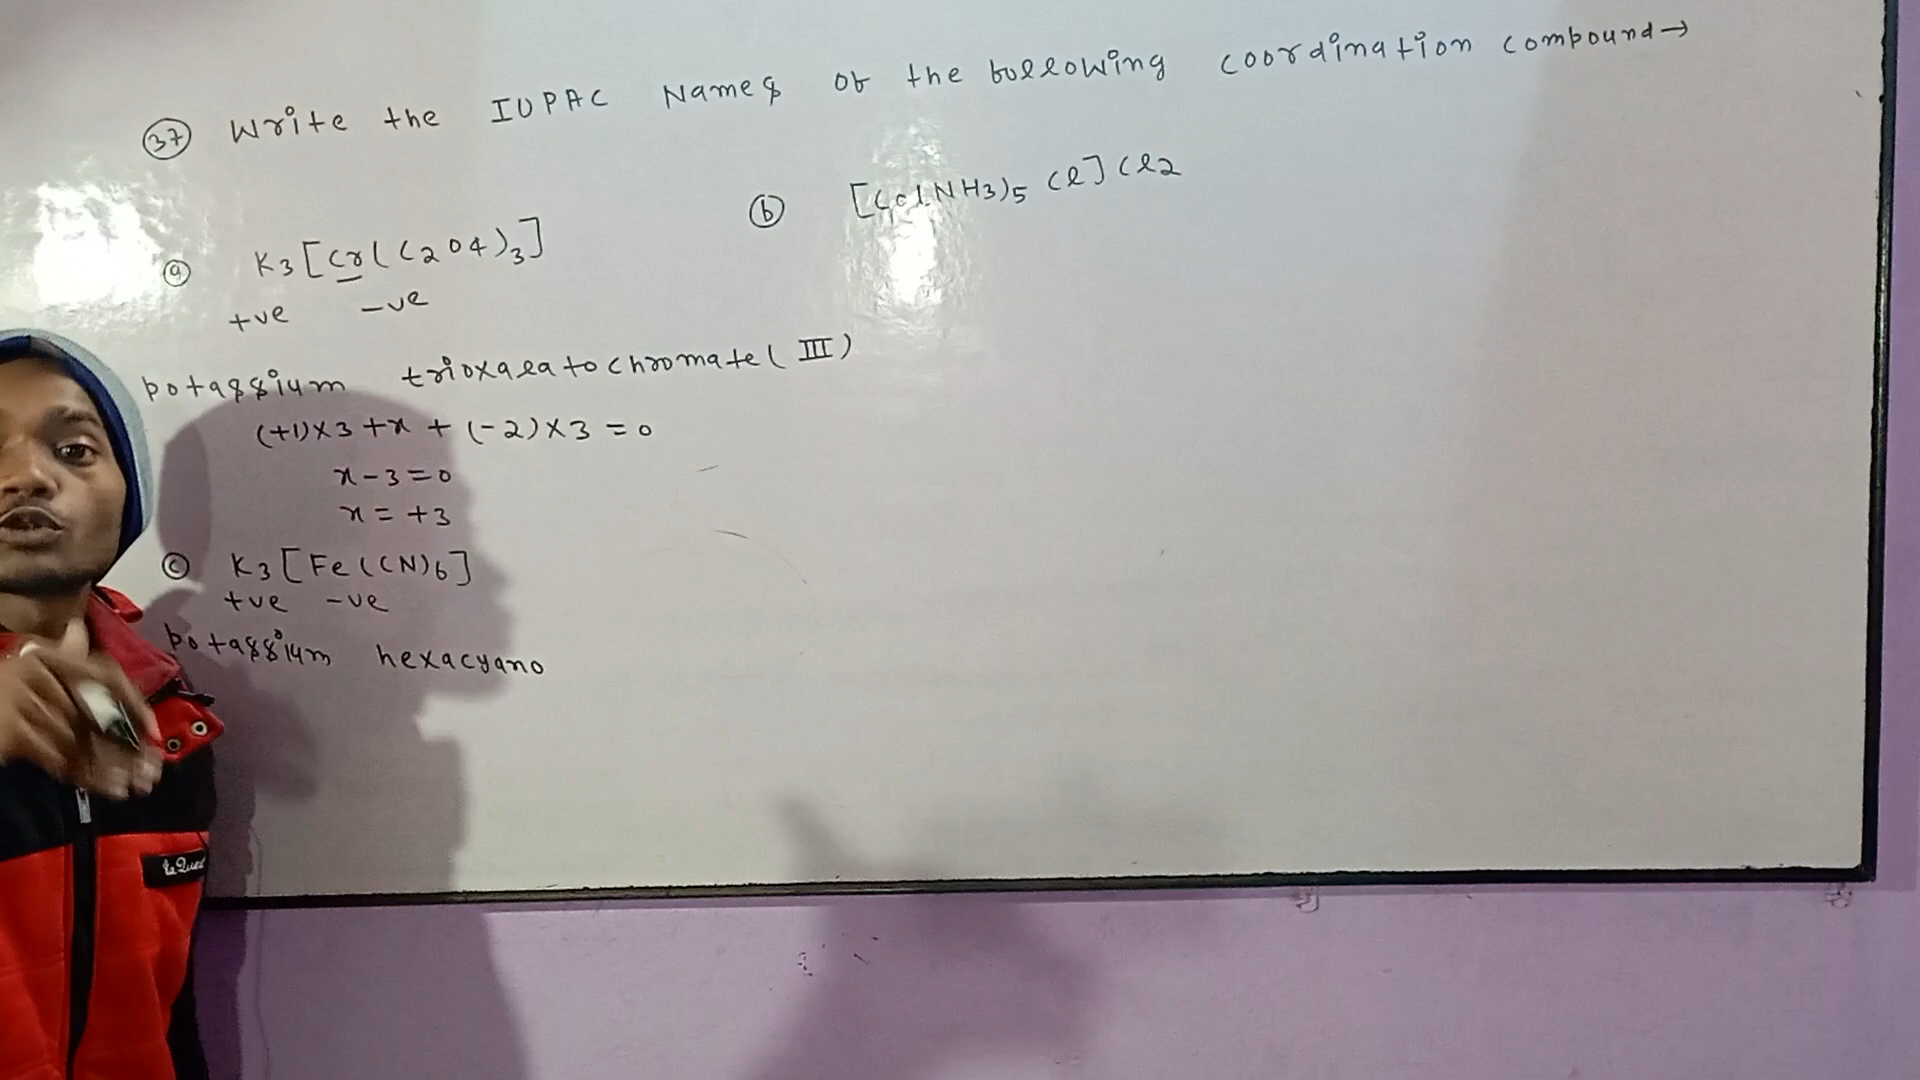 37 Write the IUPAC Names of the following coordination compound→
b [Co(NH3)5 Cl] Cl2
a K3[Cr(C2O4)3]
+ve -ve
potassium trioxalatochromate(III)
(+1)×3+x + (-2)×3 = 0
x-3=0
x= +3
c K3[Fe(CN)6]
+ve -ve
potassium hexacyano